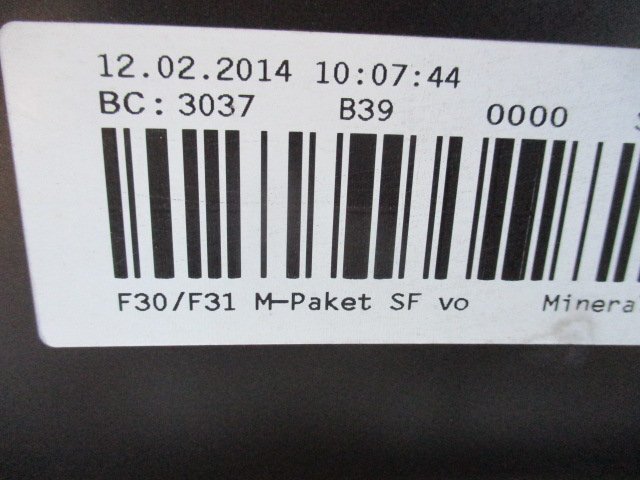 12.02.2014 10:07:44
BC: 3037 B39 0000
F30/F31 M-Paket SF vo